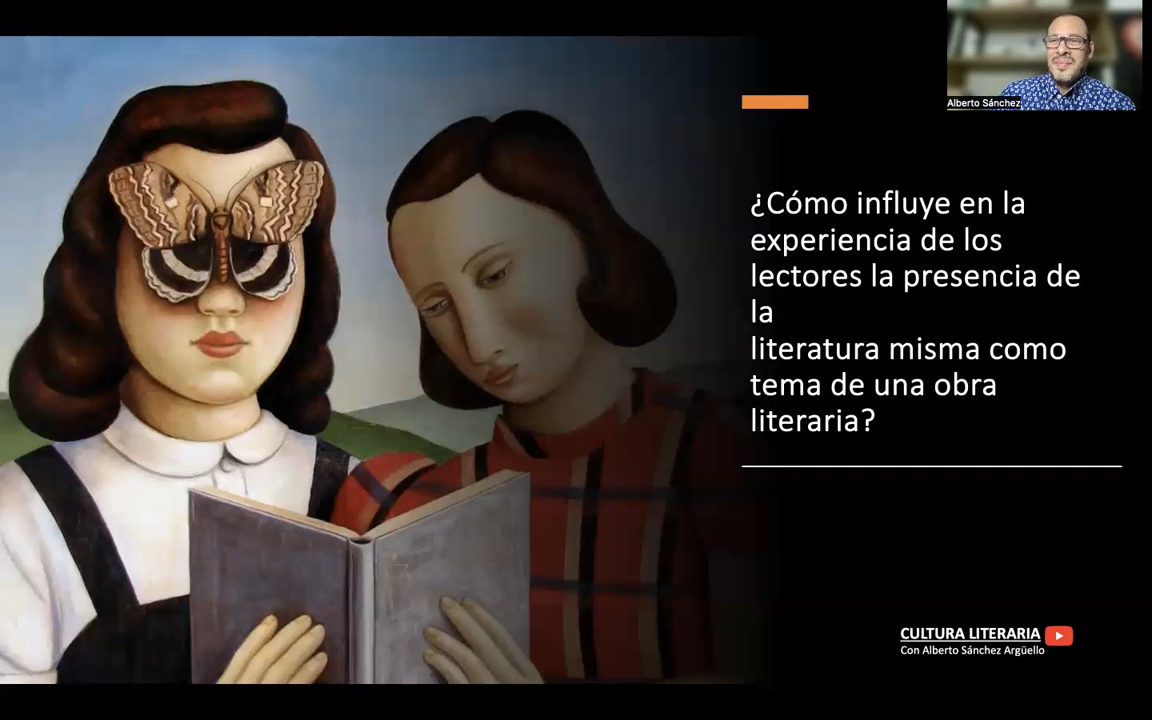 Alberto Sánchez
¿Cómo influye en la
experiencia de los
lectores la presencia de
la
literatura misma como
tema de una obra
literaria?
CULTURA LITERARIA
Con Alberto Sánchez Argüello